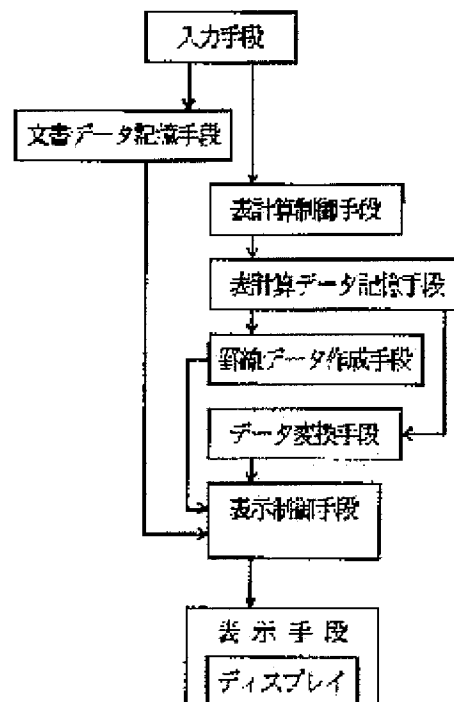 入力手段
文書データ記憶手段
表計算制御手段
表計算データ記憶手段
罫線データ作成手段
データ変換手段
表示制御手段
表示手段
ディスプレイ